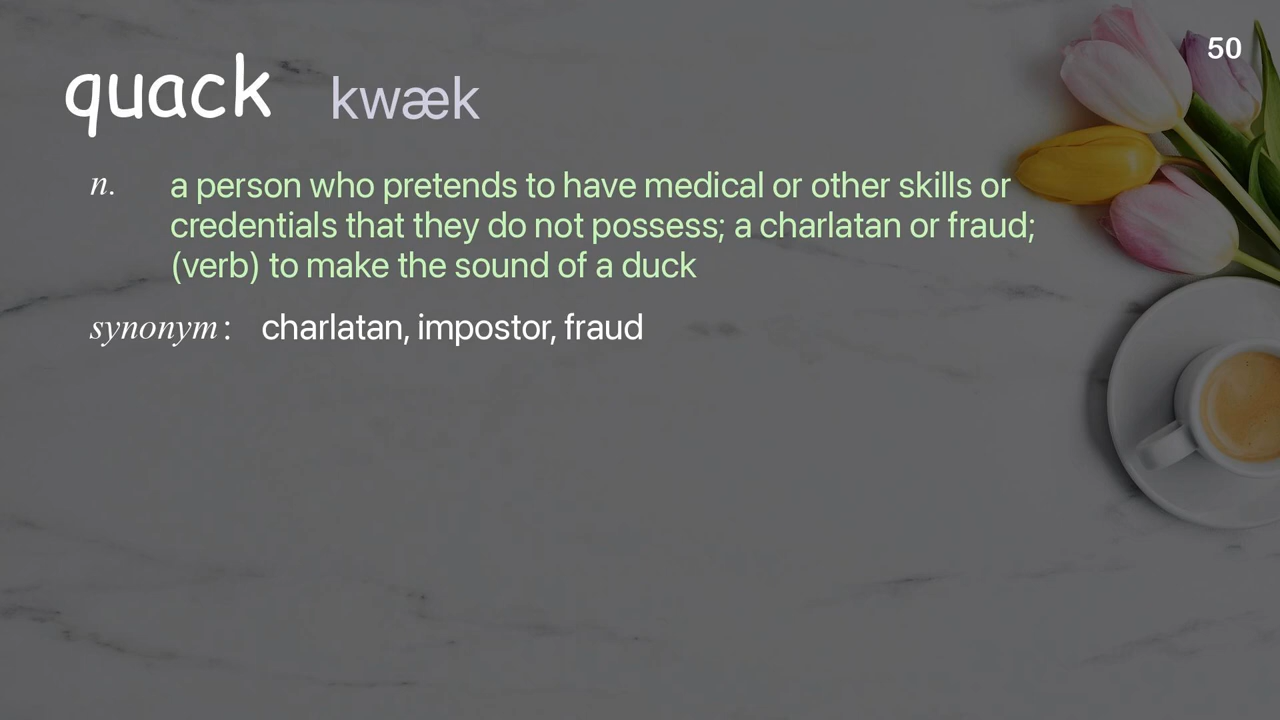 50
quack kwæk
n. a person who pretends to have medical or other skills or
credentials that they do not possess; a charlatan or fraud;
(verb) to make the sound of a duck
synonym: charlatan, impostor, fraud